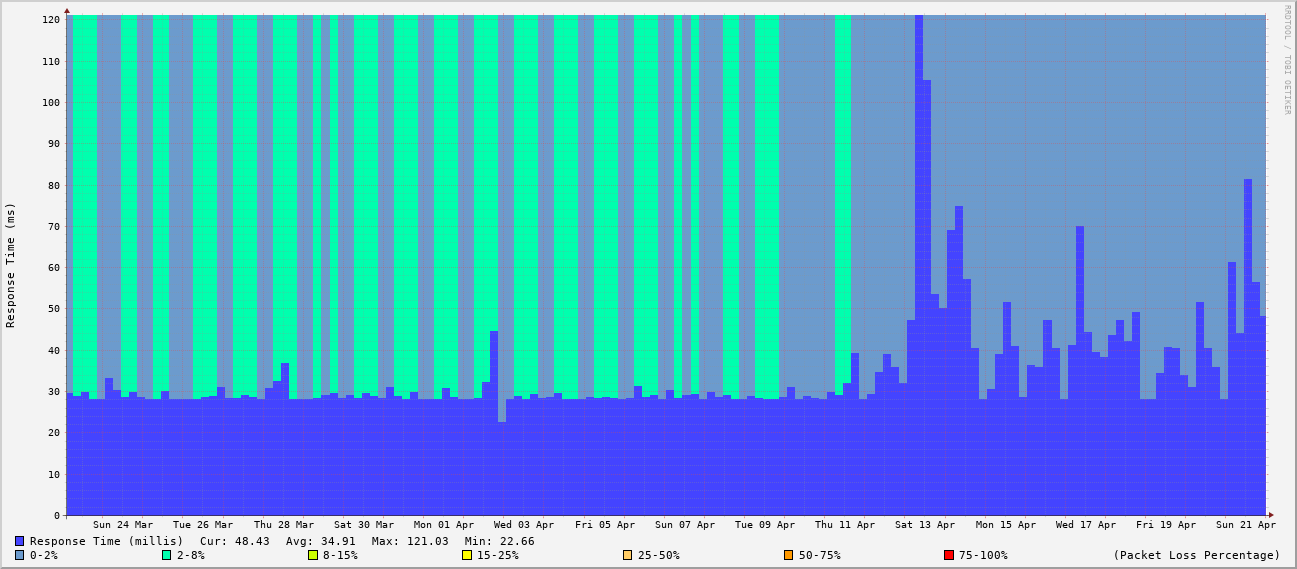 RRDTOOL / TOBI OETIKER
Response Time (ms)
120
110
100
90
80
70
60
50
40
30
20
10
0
Sun 24 Mar Tue 26 Mar Thu 28 Mar Sat 30 Mar Mon 01 Apr Wed 03 Apr Fri 05 Apr Sun 07 Apr Tue 09 Apr Thu 11 Apr Sat 13 Apr Mon 15 Apr Wed 17 Apr Fri 19 Apr Sun 21 Apr
Response Time (millis) Cur: 48.43 Avg: 34.91 Max: 121.03 Min: 22.66
0-2% 2-8% 8-15% 15-25% 25-50% 50-75% 75-100% (Packet Loss Percentage)